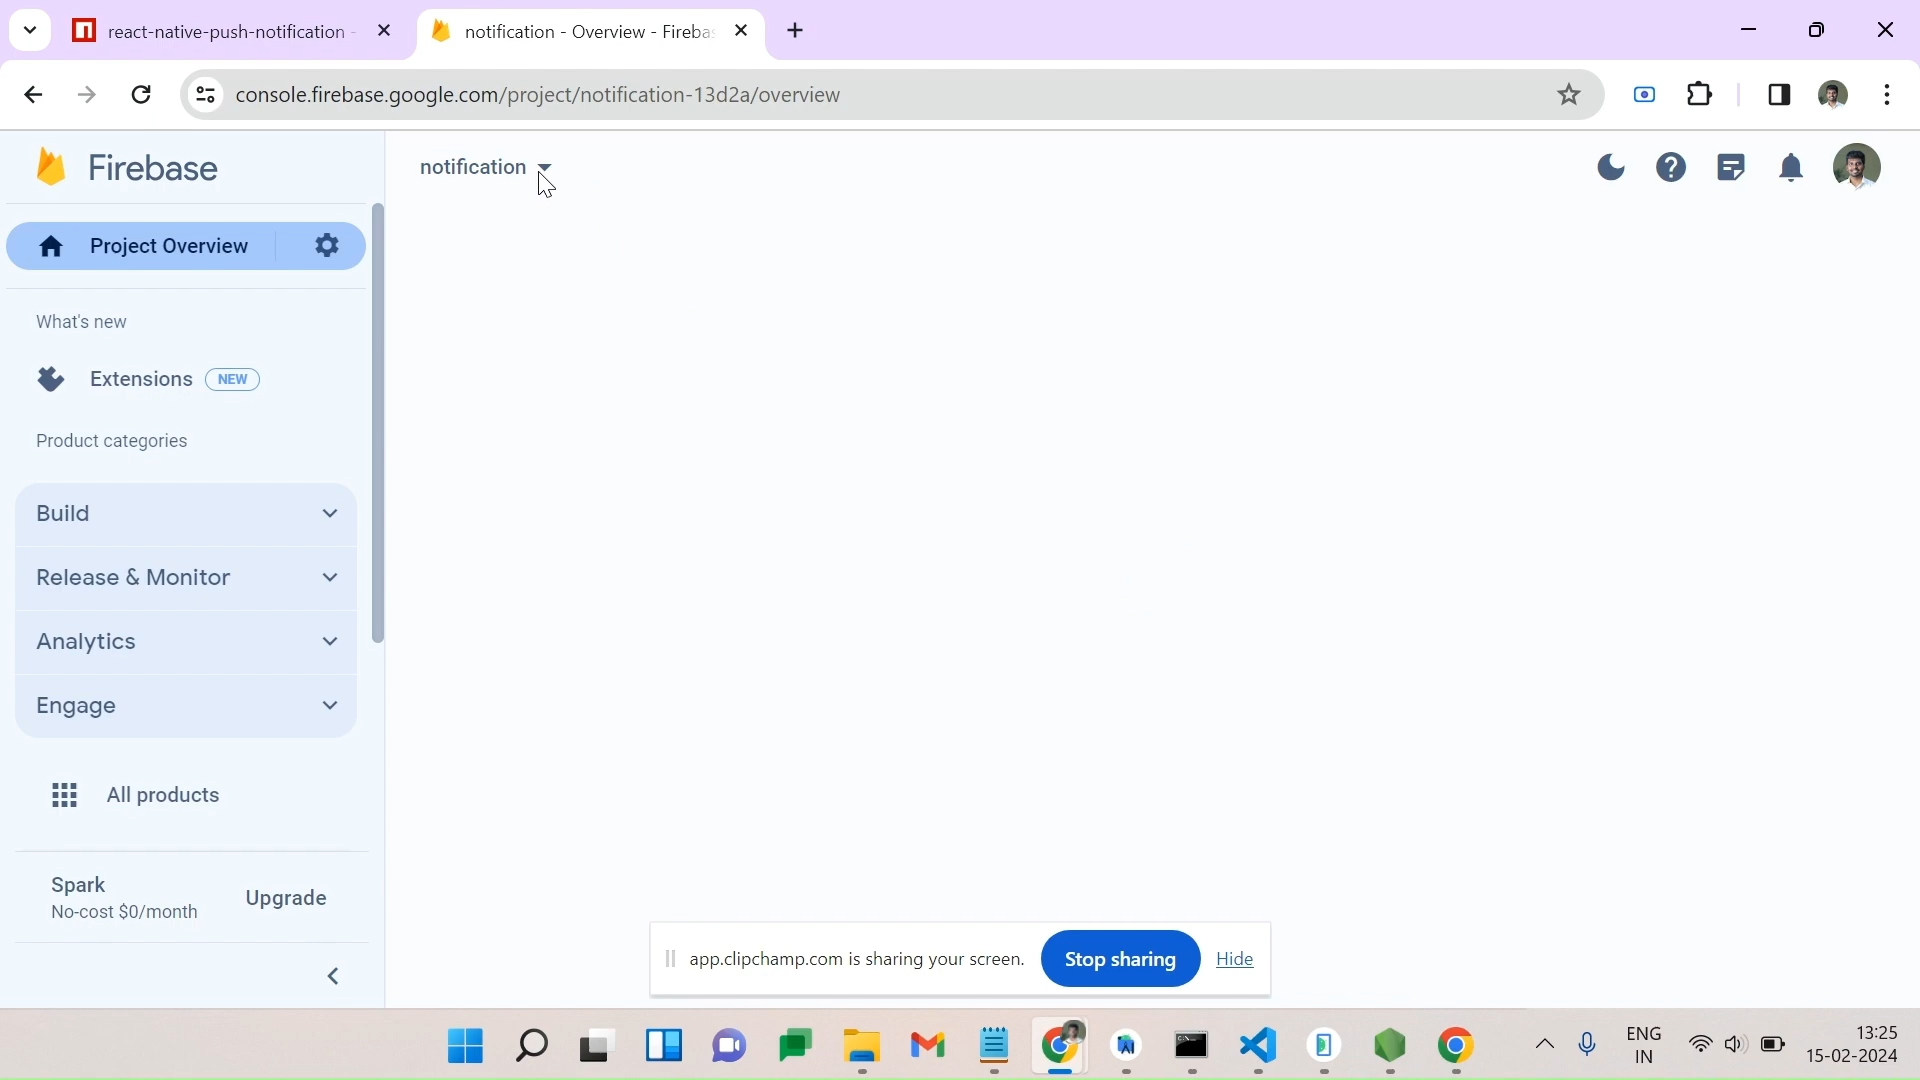 react-native-push-notification -
notification - Overview - Fireba
console.firebase.google.com/project/notification-13d2a/overview
Firebase
notification
Project Overview
What's new
Extensions NEW
Product categories
Build
Release & Monitor
Analytics
Engage
All products
Spark
No-cost $0/month
Upgrade
app.clipchamp.com is sharing your screen. Stop sharing Hide
ENG
IN
13:25
15-02-2024